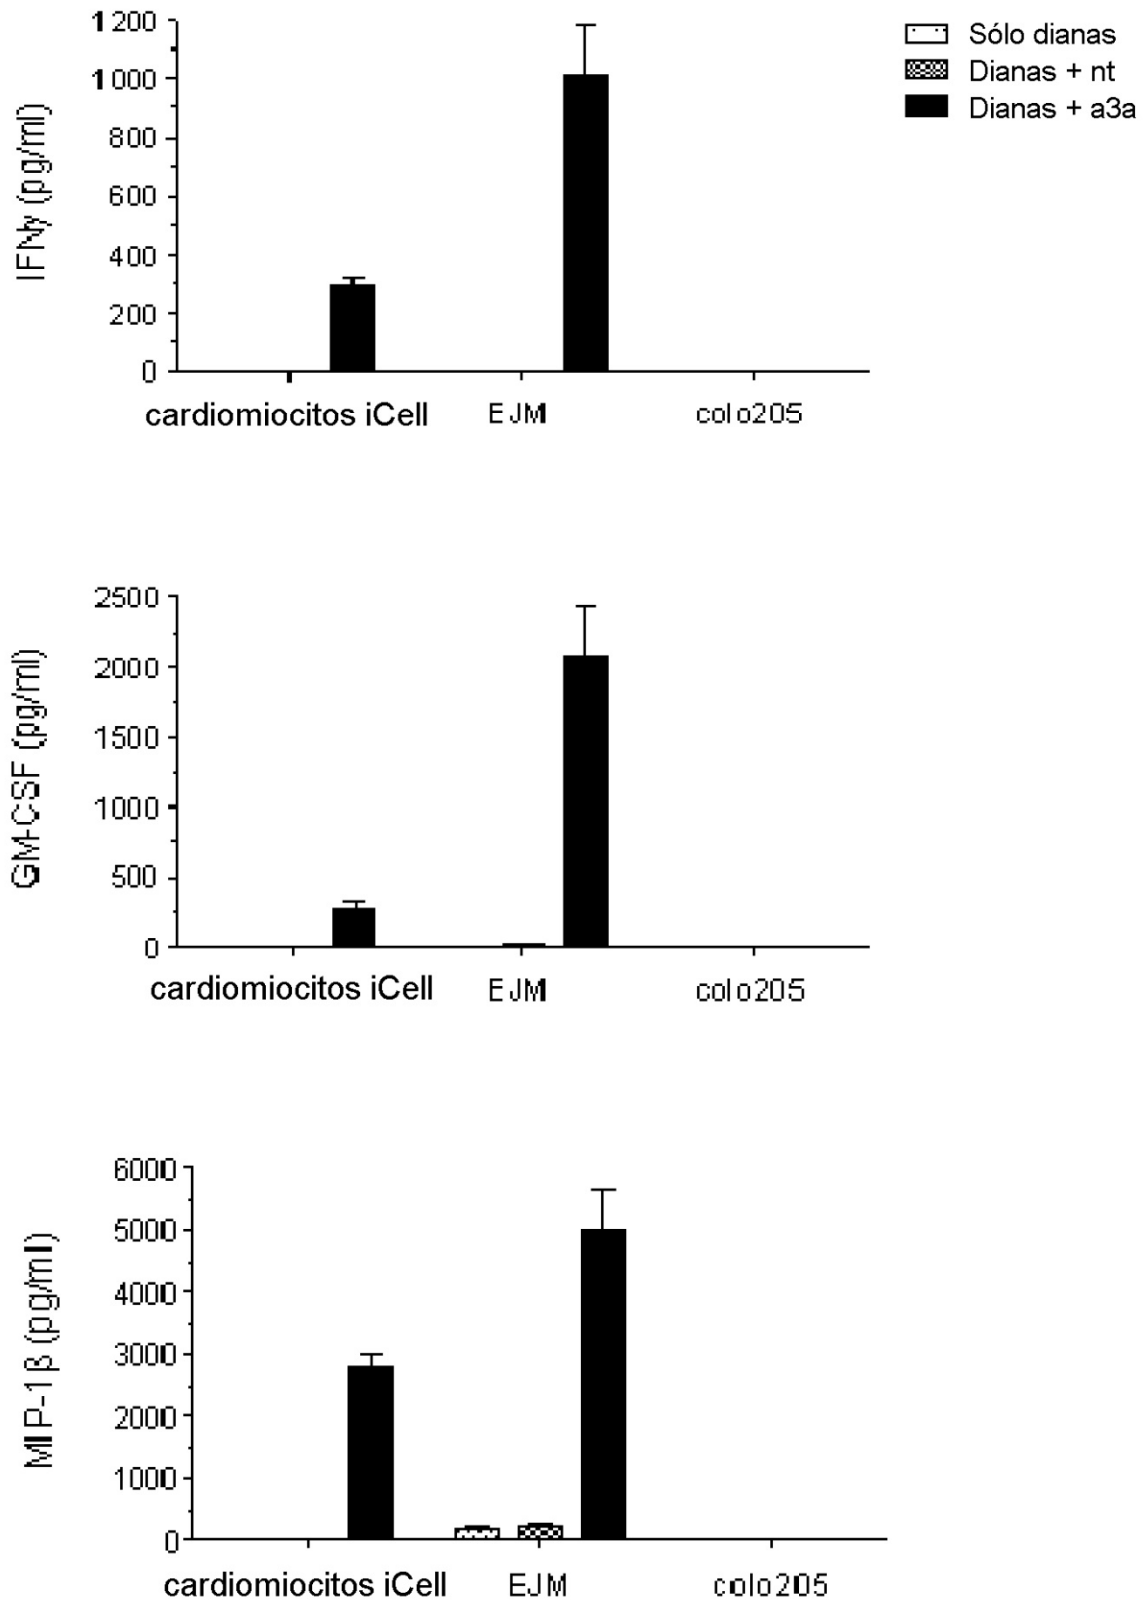 1200
1000
800
600
400
200
0
IFNγ (pg/ml)
Sólo dianas
Dianas + nt
Dianas + a3a
cardiomiocitos iCell EJM colo205
2500
2000
1500
1000
500
0
GM-CSF (pg/ml)
cardiomiocitos iCell EJM colo205
6000
5000
4000
3000
2000
1000
0
MIP-1β (pg/ml)
cardiomiocitos iCell EJM colo205